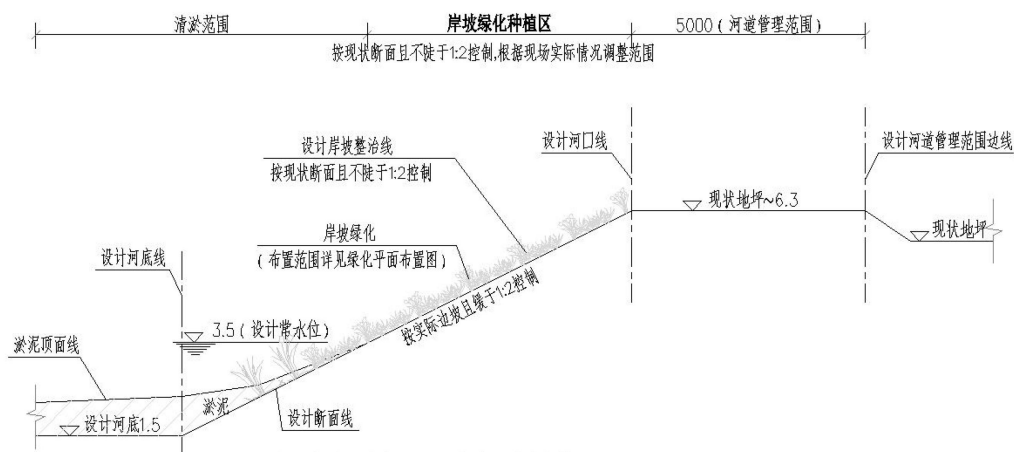 清淤范围
岸坡绿化种植区
5000（河道管理范围）
按现状断面且不陡于1:2控制,根据现场实际情况调整范围
设计岸坡整治线
按现状断面且不陡于1:2控制
设计河口线
设计河道管理范围边线
现状地坪~6.3
现状地坪
岸坡绿化
（布置范围详见绿化平面布置图）
设计河底线
按实际边坡且缓于1:2控制
3.5（设计常水位）
淤泥顶面线
淤泥
设计河底1.5
设计断面线